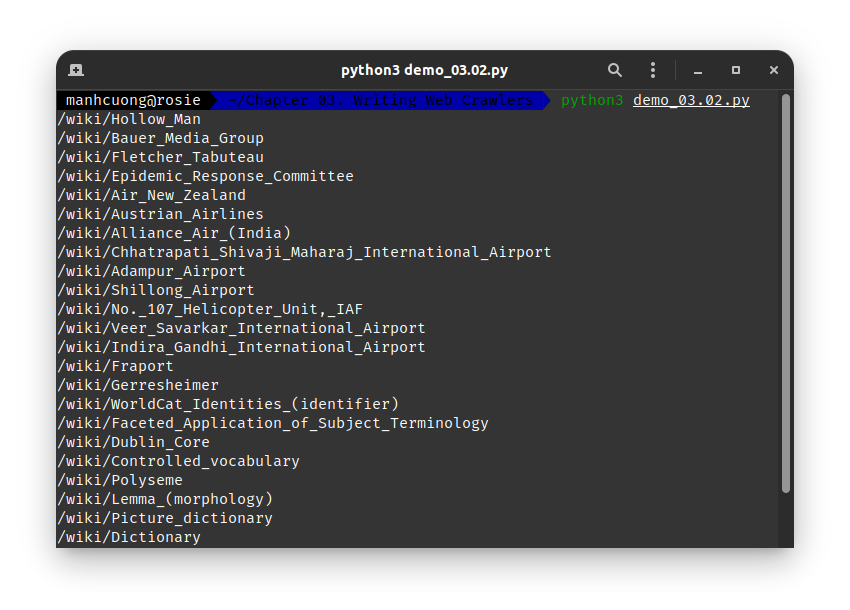 python3 demo_03.02.py
manhcuong@rosie ~/Chapter 03. Writing Web Crawlers python3 demo_03.02.py
/wiki/Hollow_Man
/wiki/Bauer_Media_Group
/wiki/Fletcher_Tabuteau
/wiki/Epidemic_Response_Committee
/wiki/Air_New_Zealand
/wiki/Austrian_Airlines
/wiki/Alliance_Air_(India)
/wiki/Chhatrapati_Shivaji_Maharaj_International_Airport
/wiki/Adampur_Airport
/wiki/Shillong_Airport
/wiki/No._107_Helicopter_Unit,_IAF
/wiki/Veer_Savarkar_International_Airport
/wiki/Indira_Gandhi_International_Airport
/wiki/Fraport
/wiki/Gerresheimer
/wiki/WorldCat_Identities_(identifier)
/wiki/Faceted_Application_of_Subject_Terminology
/wiki/Dublin_Core
/wiki/Controlled_vocabulary
/wiki/Polyseme
/wiki/Lemma_(morphology)
/wiki/Picture_dictionary
/wiki/Dictionary